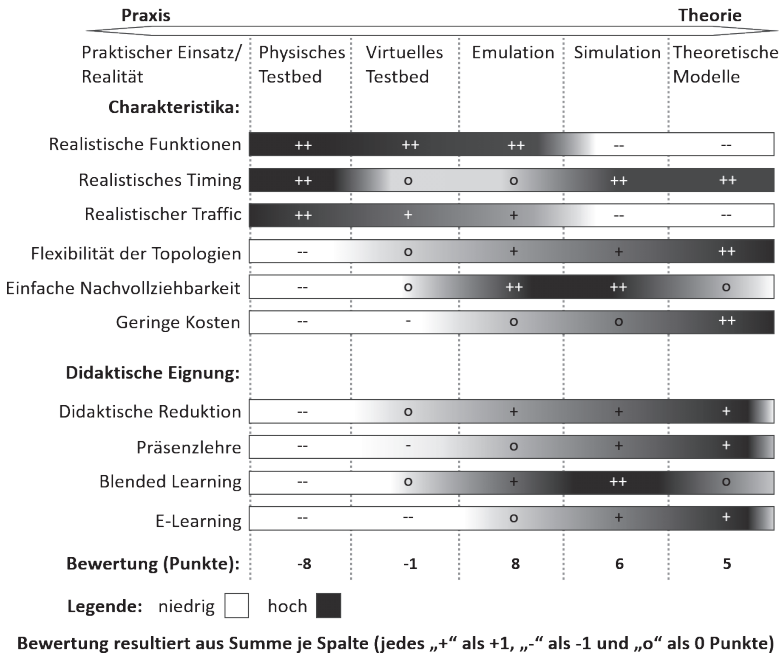 Praxis Theorie
Praktischer Einsatz/ Physisches Virtuelles Emulation Simulation Theoretische
Realität Testbed Testbed Modelle
Charakteristika:
Realistische Funktionen ++ ++ ++ -- --
Realistisches Timing ++ o o ++ ++
Realistischer Traffic ++ + + -- --
Flexibilität der Topologien -- o + + ++
Einfache Nachvollziehbarkeit -- o ++ ++ o
Geringe Kosten -- - o o ++
Didaktische Eignung:
Didaktische Reduktion -- o + + +
Präsenzlehre -- - o + +
Blended Learning -- o + ++ o
E-Learning -- -- o + +
Bewertung (Punkte): -8 -1 8 6 5
Legende: niedrig hoch
Bewertung resultiert aus Summe je Spalte (jedes „+“ als +1, „-“ als -1 und „o“ als 0 Punkte)